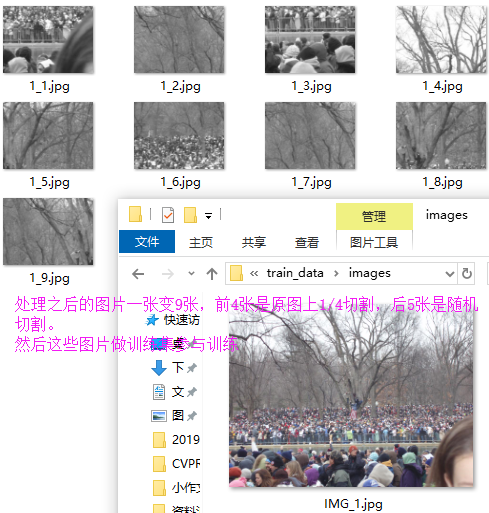 1_1.jpg
1_2.jpg
1_3.jpg
1_4.jpg
1_5.jpg
1_6.jpg
1_7.jpg
1_8.jpg
1_9.jpg
管理
images
文件
主页
共享
查看
图片工具
« train_data > images
处理之后的图片一张变9张，前4张是原图上1/4切割，后5张是随机
切割。
然后这些图片做训练集参与训练
快速访
下
文
图
2019
CVPR
小作文
IMG_1.jpg